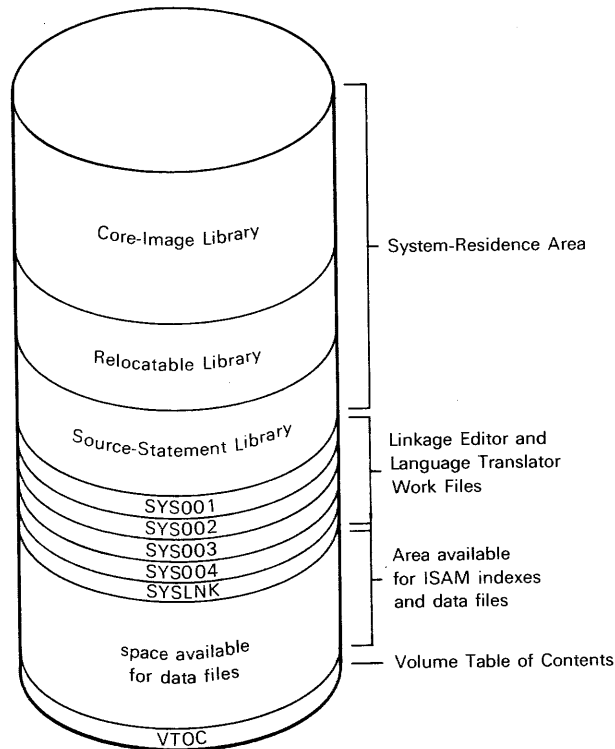 Core-Image Library
System-Residence Area
Relocatable Library
Source-Statement Library
Linkage Editor and
Language Translator
Work Files
SYS001
SYS002
SYS003
SYS004
SYSLNK
Area available
for ISAM indexes
and data files
space available
for data files
Volume Table of Contents
VTOC